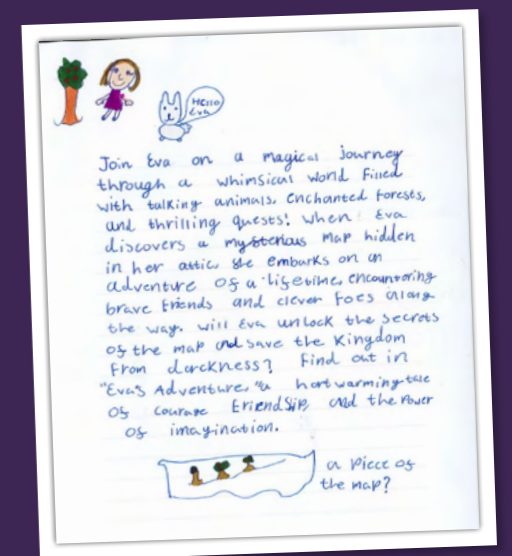 Hello
Eva
Join Eva on a magical journey
through a whimsical world filled
with talking animals, enchanted forests,
and thrilling quests! when Eva
discovers a mysterious map hidden
in her attic, she embarks on an
adventure of a lifetime, encountering
brave friends and clever foes along
the way. will Eva unlock the secrets
of the map and save the Kingdom
from darckness? Find out in
"Eva's Adventure," a hartwarming tale
of courage Friendship, and the power
of imagination.
a piece of
the map?